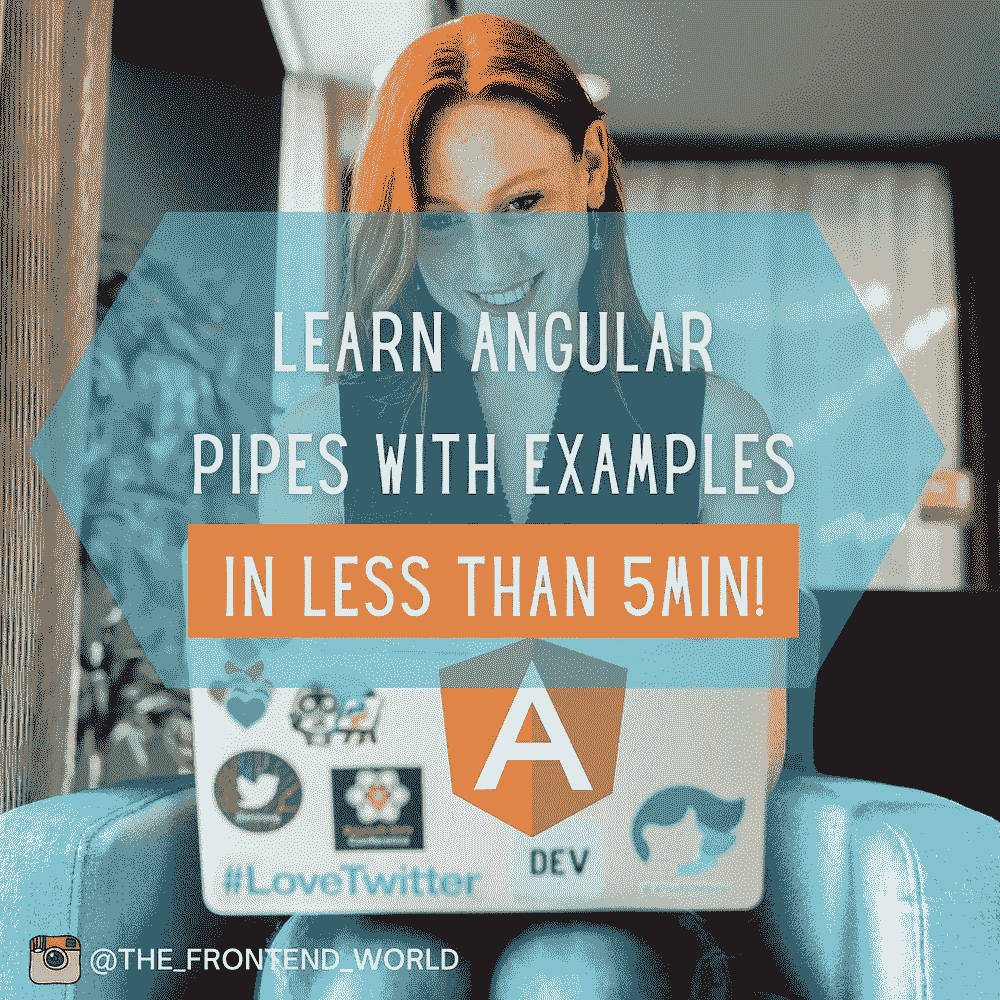 LEARN ANGULAR
PIPES WITH EXAMPLES
IN LESS THAN 5MIN!
A
DEV
#LoveTwitter
@THE_FRONTEND_WORLD